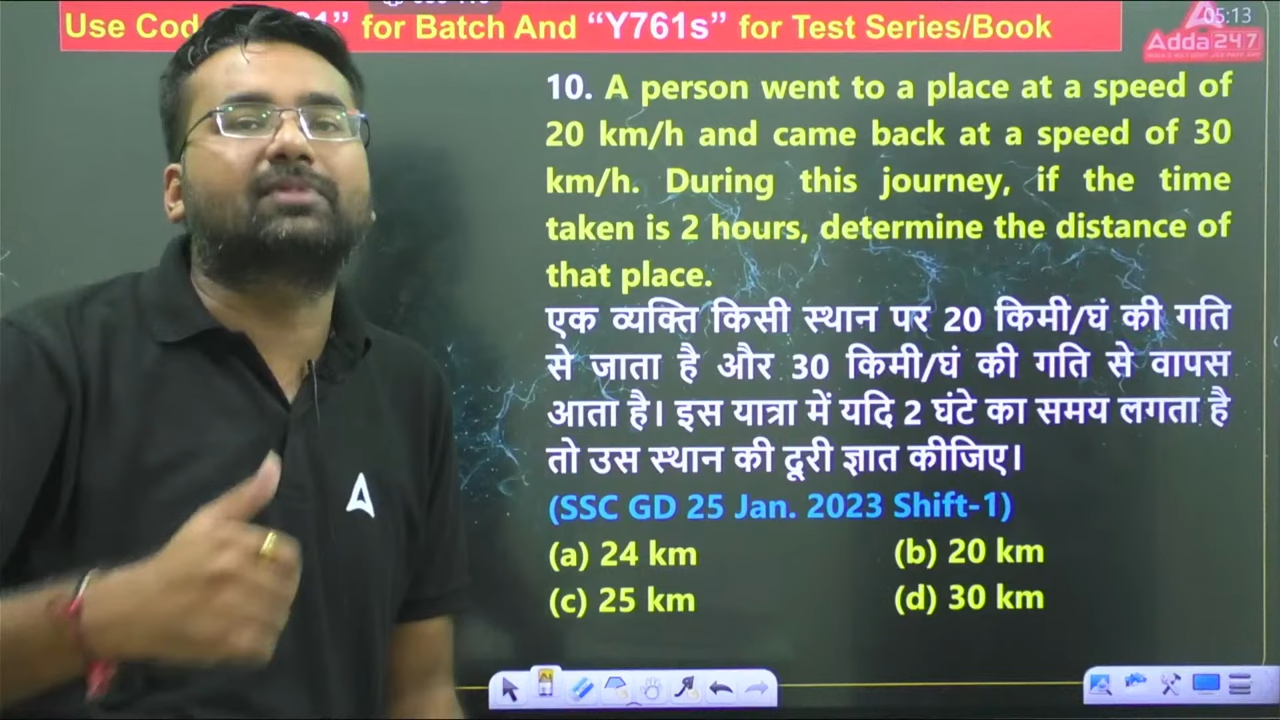 Use Cod 1" for Batch And "Y761s" for Test Series/Book
05:13
Adda247
10. A person went to a place at a speed of
20 km/h and came back at a speed of 30
km/h. During this journey, if the time
taken is 2 hours, determine the distance of
that place.
एक व्यक्ति किसी स्थान पर 20 किमी/घं की गति
से जाता है और 30 किमी/घं की गति से वापस
आता है। इस यात्रा में यदि 2 घंटे का समय लगता है
तो उस स्थान की दूरी ज्ञात कीजिए।
(SSC GD 25 Jan. 2023 Shift-1)
(a) 24 km (b) 20 km
(c) 25 km (d) 30 km